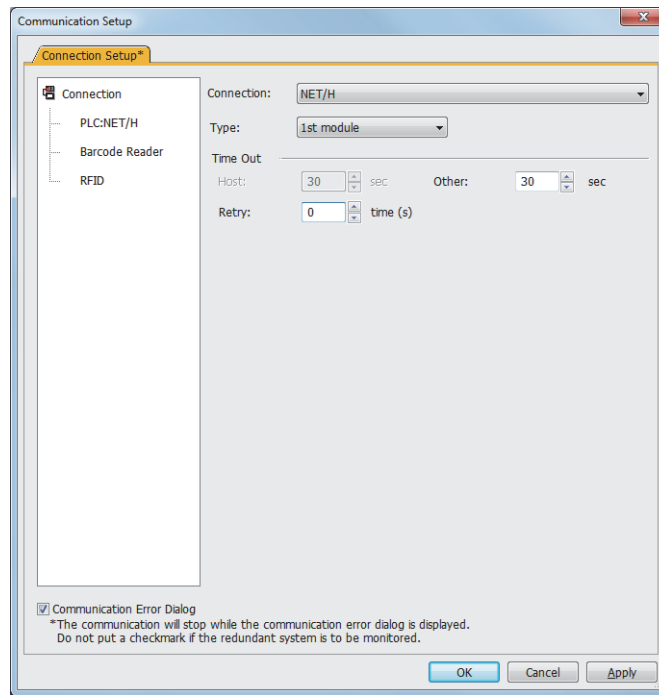 Communication Setup
Connection Setup*
Connection
PLC:NET/H
Barcode Reader
RFID
Connection: NET/H
Type: 1st module
Time Out
Host: 30 sec Other: 30 sec
Retry: 0 time (s)
Communication Error Dialog
*The communication will stop while the communication error dialog is displayed.
Do not put a checkmark if the redundant system is to be monitored.
OK Cancel Apply